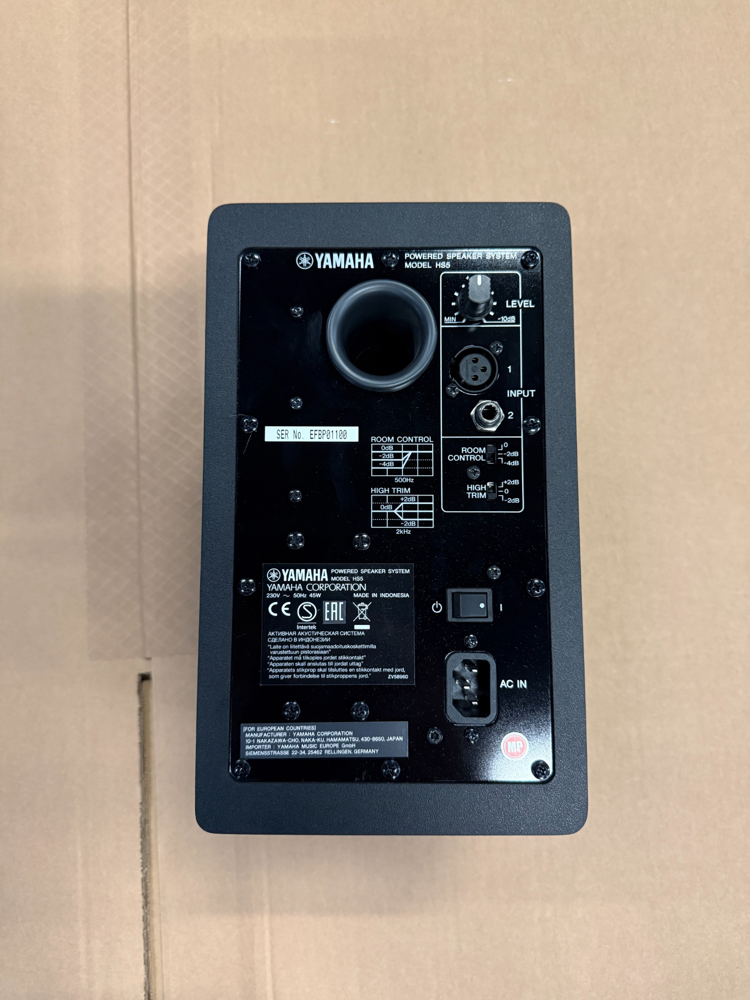 YAMAHA
POWERED SPEAKER SYSTEM
MODEL HS5
LEVEL
MIN
-10dB
1
INPUT
2
SER No. EFBP01100
ROOM CONTROL
0dB
-2dB
-4dB
500Hz
HIGH TRIM
+2dB
0dB
-2dB
2kHz
ROOM
CONTROL
0
-2dB
-4dB
HIGH
TRIM
+2dB
0
-2dB
YAMAHA POWERED SPEAKER SYSTEM
MODEL HS5
YAMAHA CORPORATION
230V ~ 50Hz 45W MADE IN INDONESIA
CE S EAC
Intertek
АКТИВНАЯ АКУСТИЧЕСКАЯ СИСТЕМА
СДЕЛАНО В ИНДОНЕЗИИ
"Laite on liitettävä suojamaadoituskoskettimilla
varustettuun pistorasiaan"
"Apparatet må tilkoples jordet stikkontakt"
"Apparaten skall anslutas till jordat uttag"
"Apparatets stikprop skal tilsluttes en stikkontakt med jord,
som giver forbindelse til stikproppens jord." ZV58960
I
AC IN
[FOR EUROPEAN COUNTRIES]
MANUFACTURER : YAMAHA CORPORATION
10-1 NAKAZAWA-CHO, NAKA-KU, HAMAMATSU, 430-8650, JAPAN
IMPORTER : YAMAHA MUSIC EUROPE GmbH
SIEMENSSTRASSE 22-34, 25462 RELLINGEN, GERMANY
MP